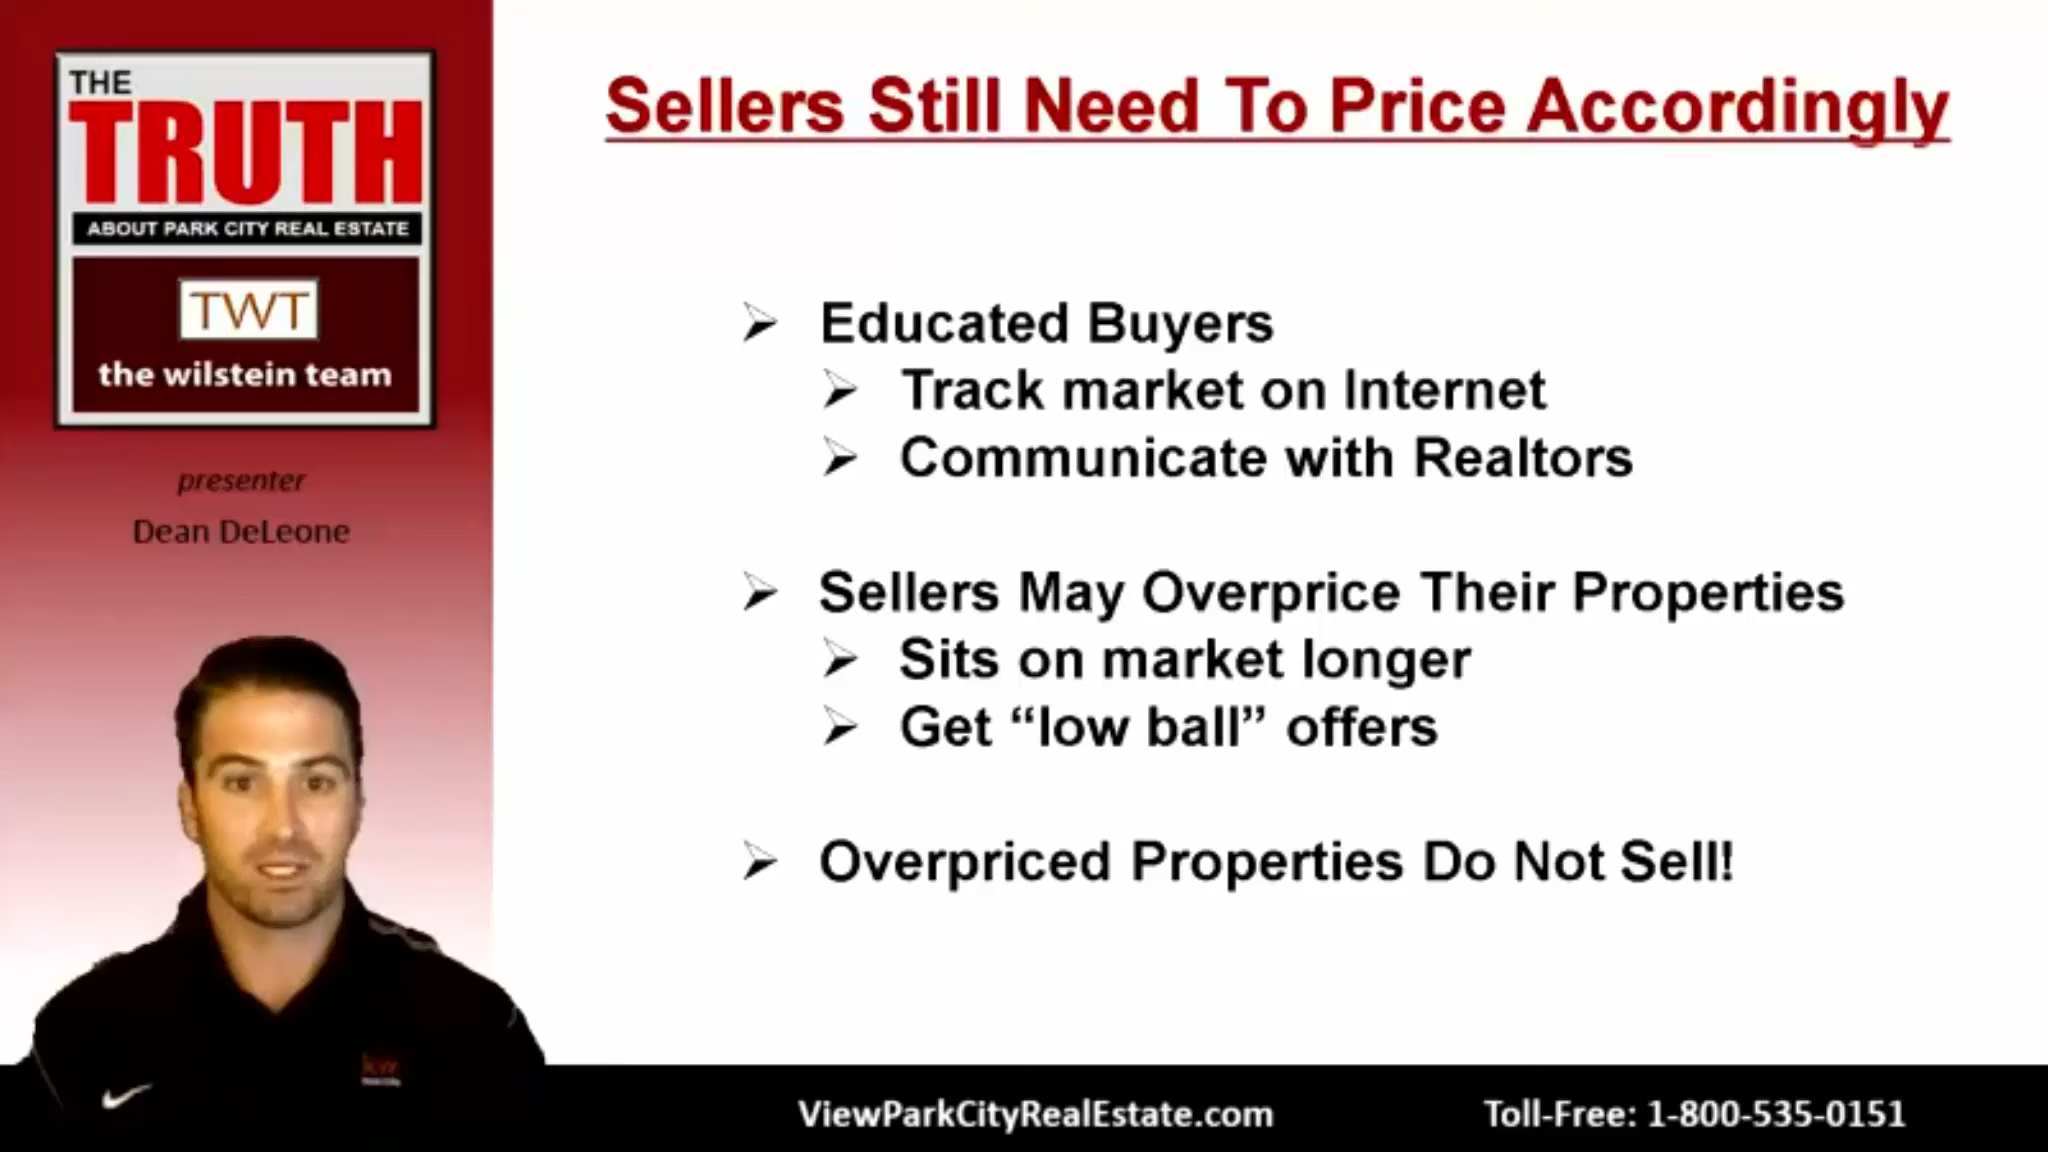 THE
TRUTH
ABOUT PARK CITY REAL ESTATE
TWT
the wilstein team
presenter
Dean DeLeone
Sellers Still Need To Price Accordingly
Educated Buyers
Track market on Internet
Communicate with Realtors
Sellers May Overprice Their Properties
Sits on market longer
Get “low ball” offers
Overpriced Properties Do Not Sell!
kw
ViewParkCityRealEstate.com
Toll-Free: 1-800-535-0151